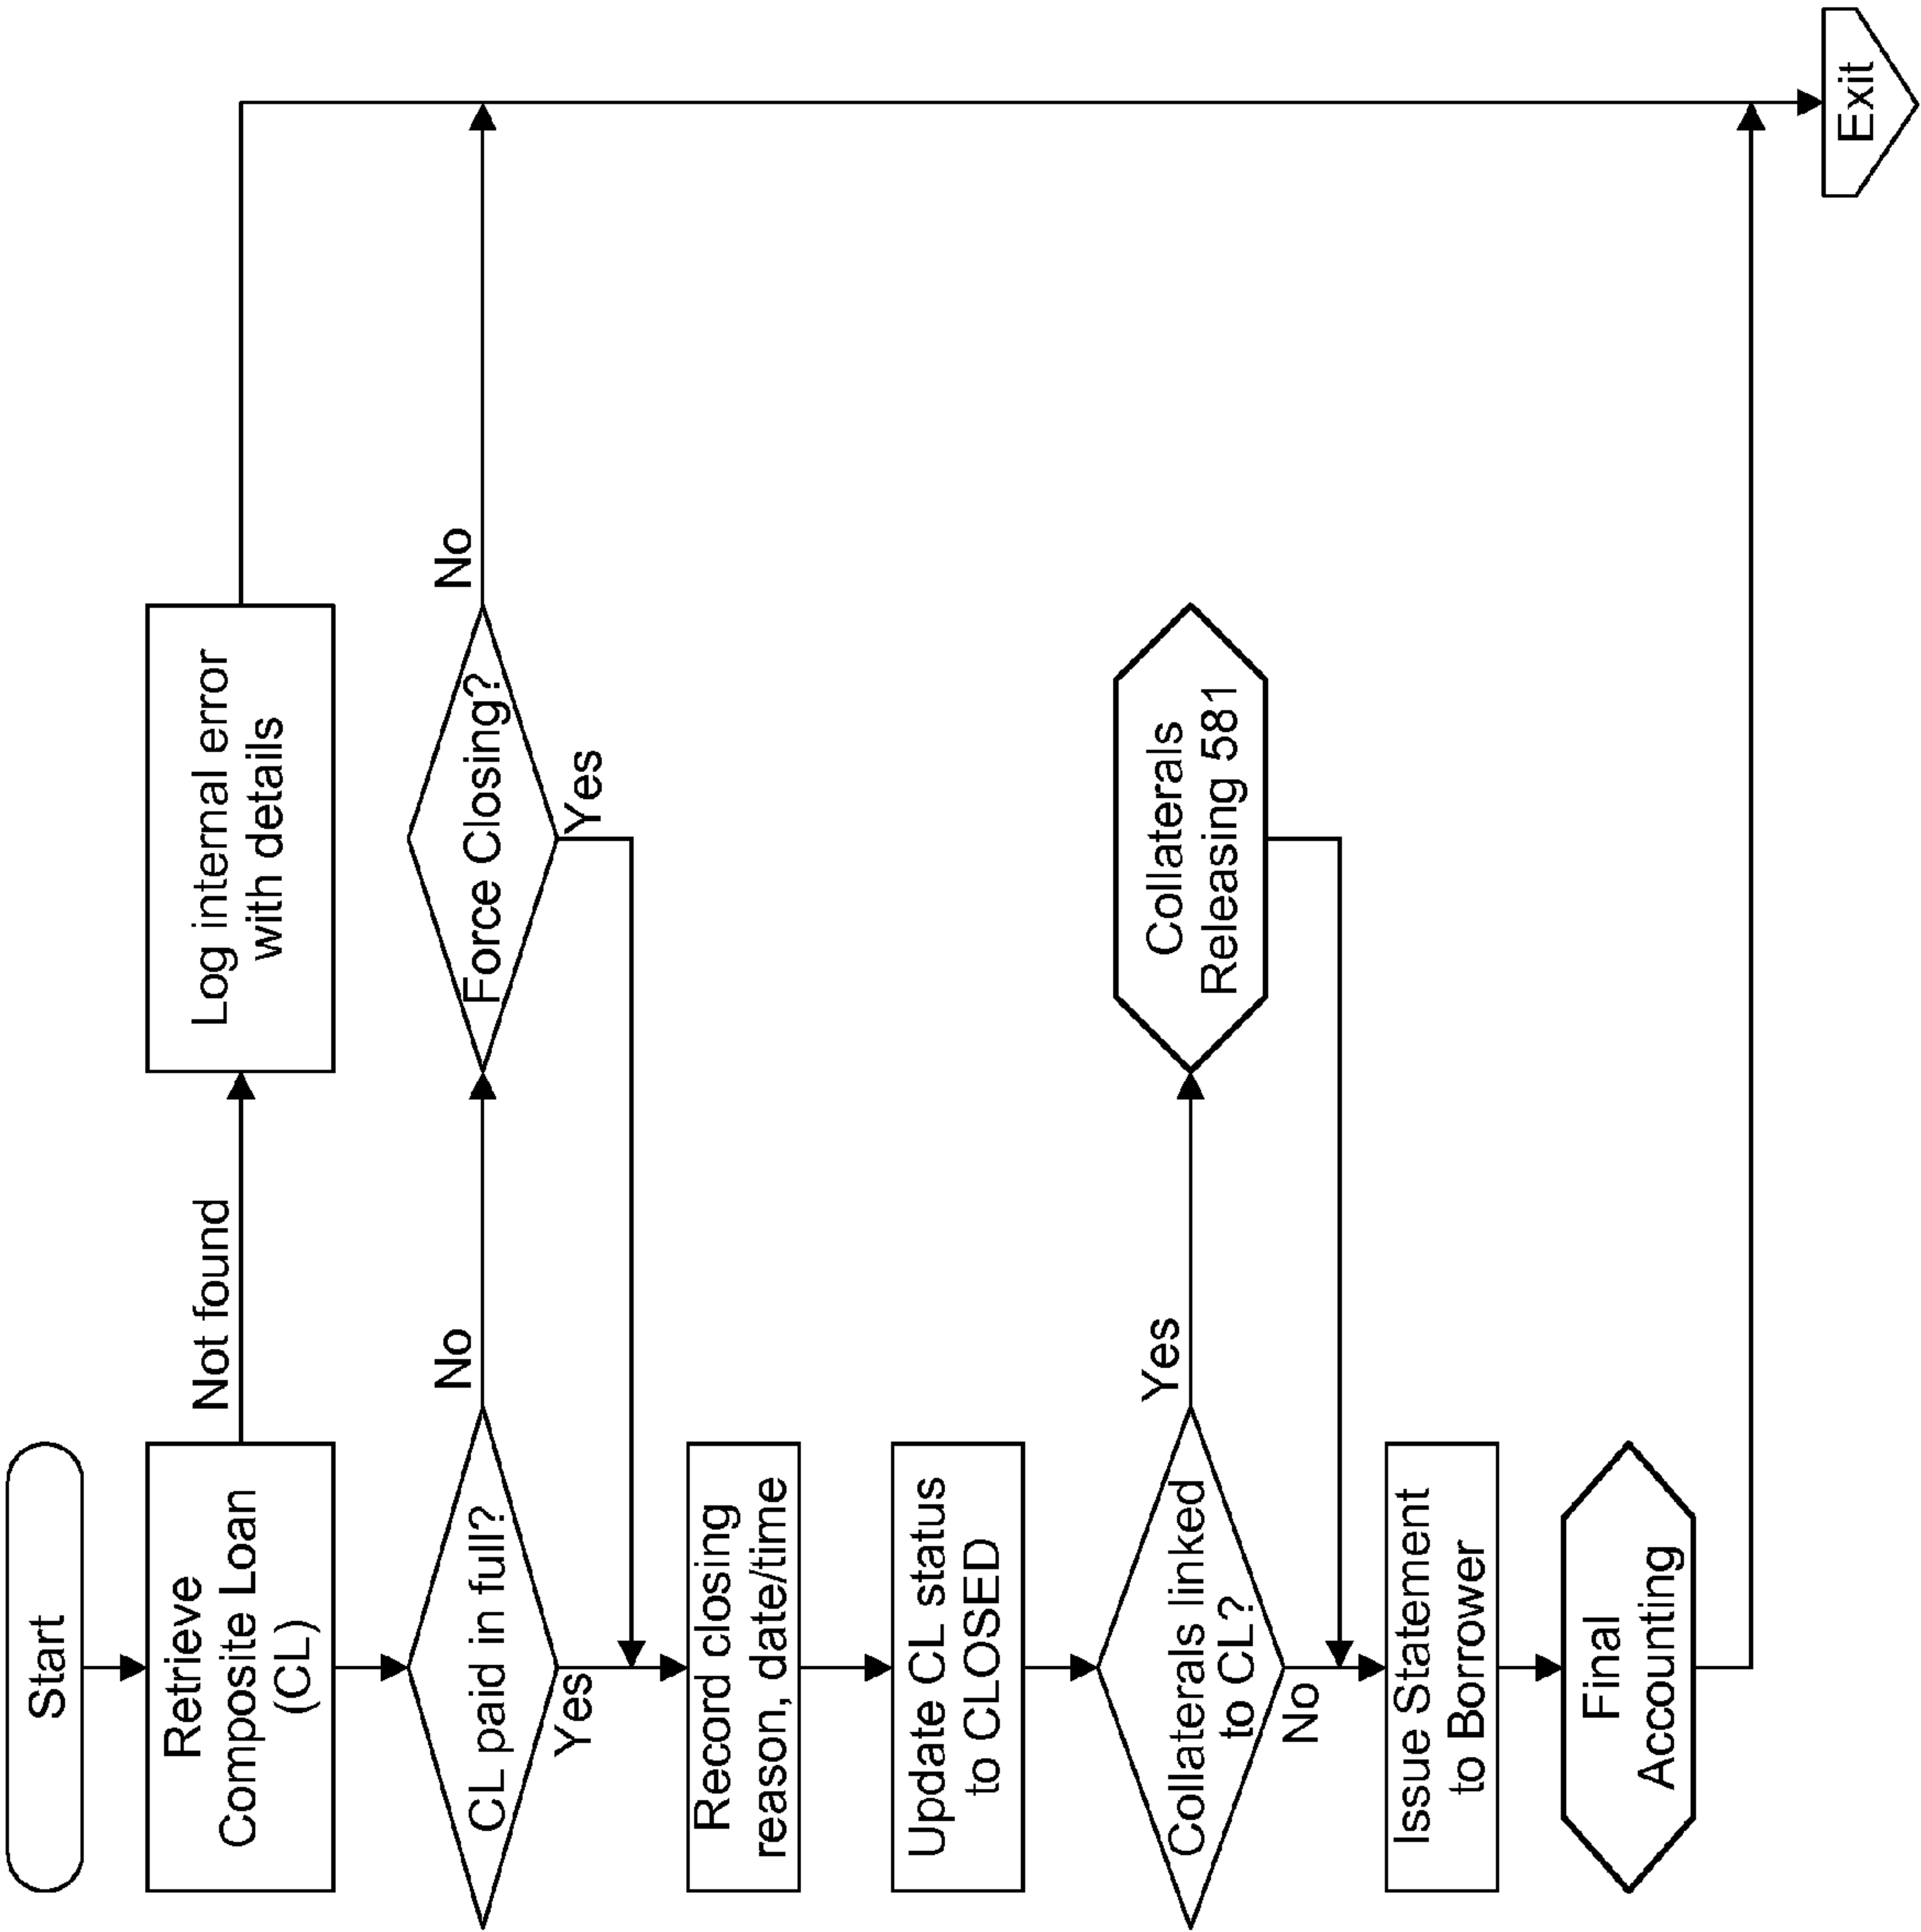 Start
Retrieve
Composite Loan
(CL)
Not found
Log internal error
with details
CL paid in full?
No
Force Closing?
No
Yes
Yes
Record closing
reason, date/time
Update CL status
to CLOSED
Collaterals linked
to CL?
Yes
Collaterals
Releasing 581
No
Issue Statement
to Borrower
Final
Accounting
Exit